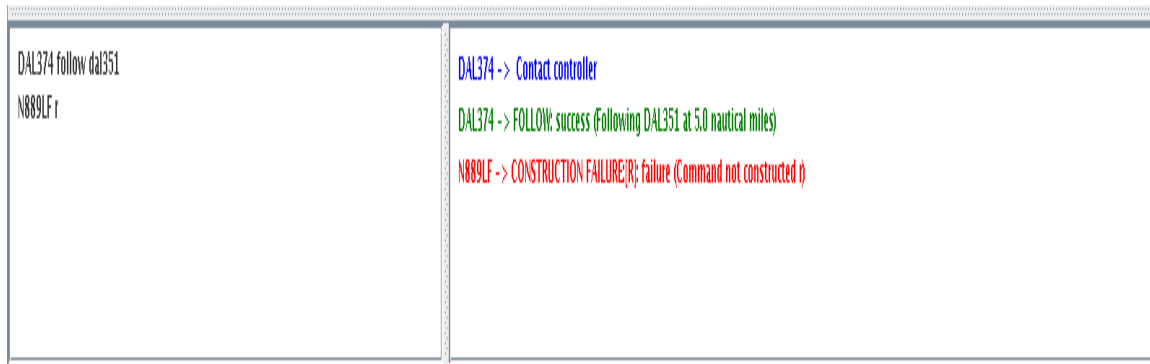 DAL374 follow dal351
N889LF r
DAL374 -> Contact controller
DAL374 -> FOLLOW: success (Following DAL351 at 5.0 nautical miles)
N889LF -> CONSTRUCTION FAILURE[R]: failure (Command not constructed r)